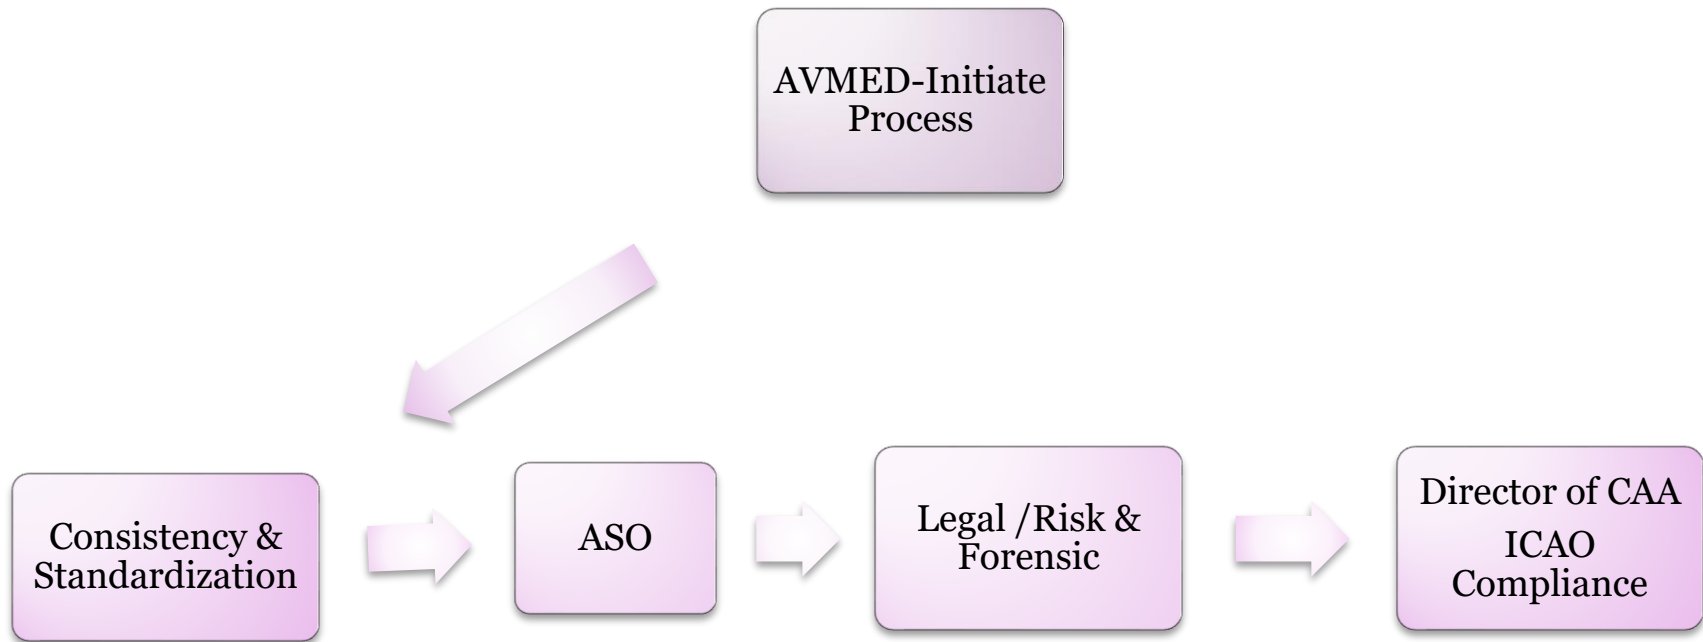 AVMED-Initiate
Process
Consistency &
Standardization
ASO
Legal /Risk &
Forensic
Director of CAA
ICAO
Compliance